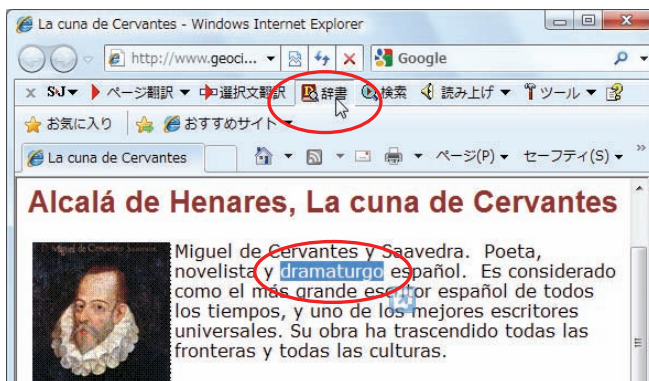 La cuna de Cervantes - Windows Internet Explorer
http://www.geoci...
Google
× S›J▼ ページ翻訳 ▼ 選択文翻訳 辞書 検索 読み上げ ▼ ツール ▼
お気に入り おすすめサイト ▼
La cuna de Cervantes ページ(P) ▼ セーフティ(S) ▼ »
Alcalá de Henares, La cuna de Cervantes
Miguel de Cervantes y Saavedra. Poeta,
novelista y dramaturgo español. Es considerado
como el más grande escritor español de todos
los tiempos, y uno de los mejores escritores
universales. Su obra ha trascendido todas las
fronteras y todas las culturas.